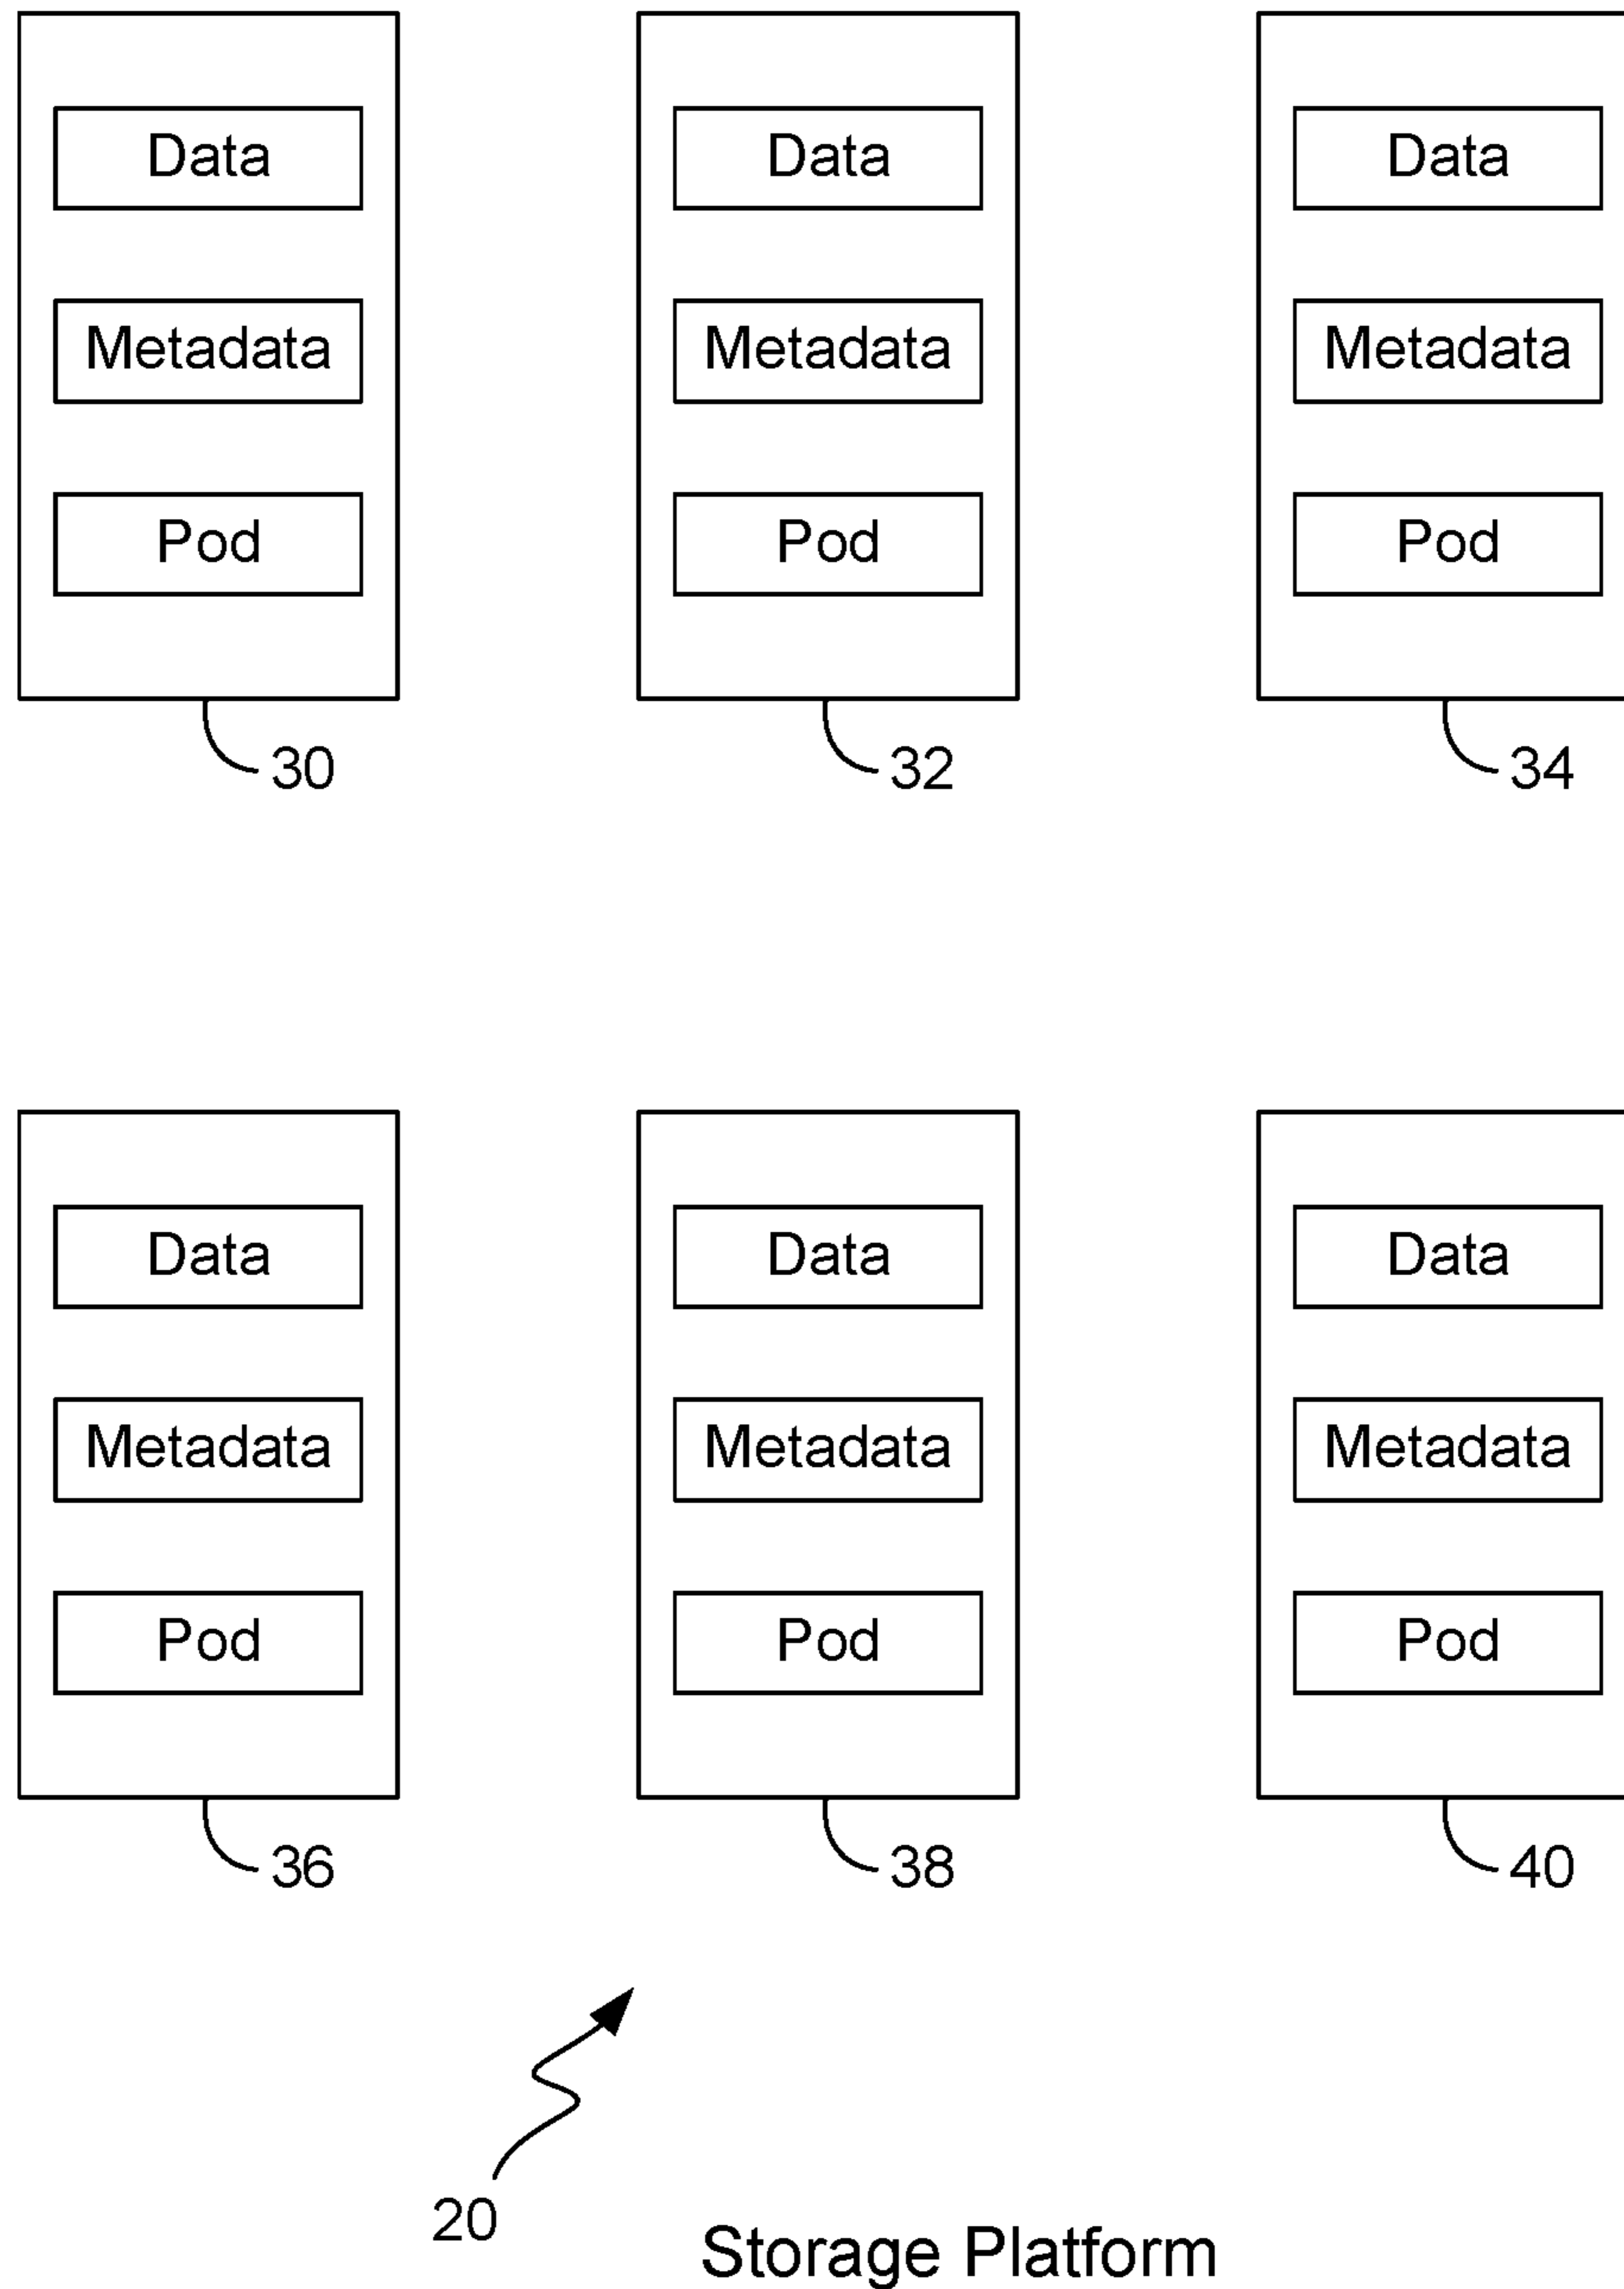 Data Data Data
Metadata Metadata Metadata
Pod Pod Pod
30 32 34
Data Data Data
Metadata Metadata Metadata
Pod Pod Pod
36 38 40
20
Storage Platform